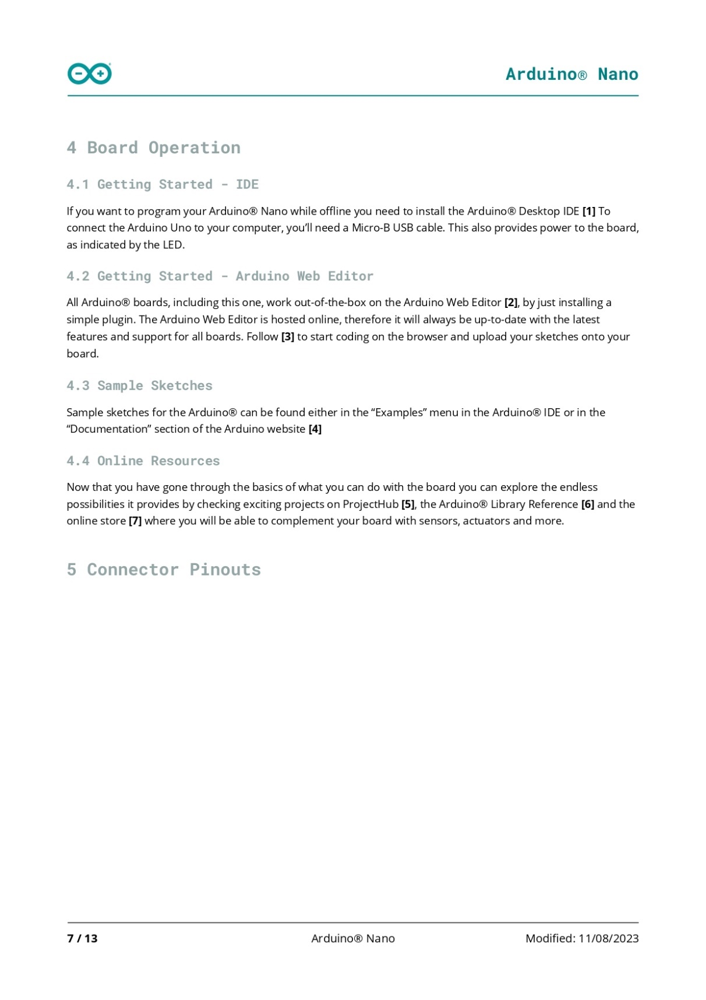 Arduino® Nano
4 Board Operation
4.1 Getting Started - IDE
If you want to program your Arduino® Nano while offline you need to install the Arduino® Desktop IDE [1] To
connect the Arduino Uno to your computer, you’ll need a Micro-B USB cable. This also provides power to the board,
as indicated by the LED.
4.2 Getting Started - Arduino Web Editor
All Arduino® boards, including this one, work out-of-the-box on the Arduino Web Editor [2], by just installing a
simple plugin. The Arduino Web Editor is hosted online, therefore it will always be up-to-date with the latest
features and support for all boards. Follow [3] to start coding on the browser and upload your sketches onto your
board.
4.3 Sample Sketches
Sample sketches for the Arduino® can be found either in the “Examples” menu in the Arduino® IDE or in the
“Documentation” section of the Arduino website [4]
4.4 Online Resources
Now that you have gone through the basics of what you can do with the board you can explore the endless
possibilities it provides by checking exciting projects on ProjectHub [5], the Arduino® Library Reference [6] and the
online store [7] where you will be able to complement your board with sensors, actuators and more.
5 Connector Pinouts
7 / 13 Arduino® Nano Modified: 11/08/2023